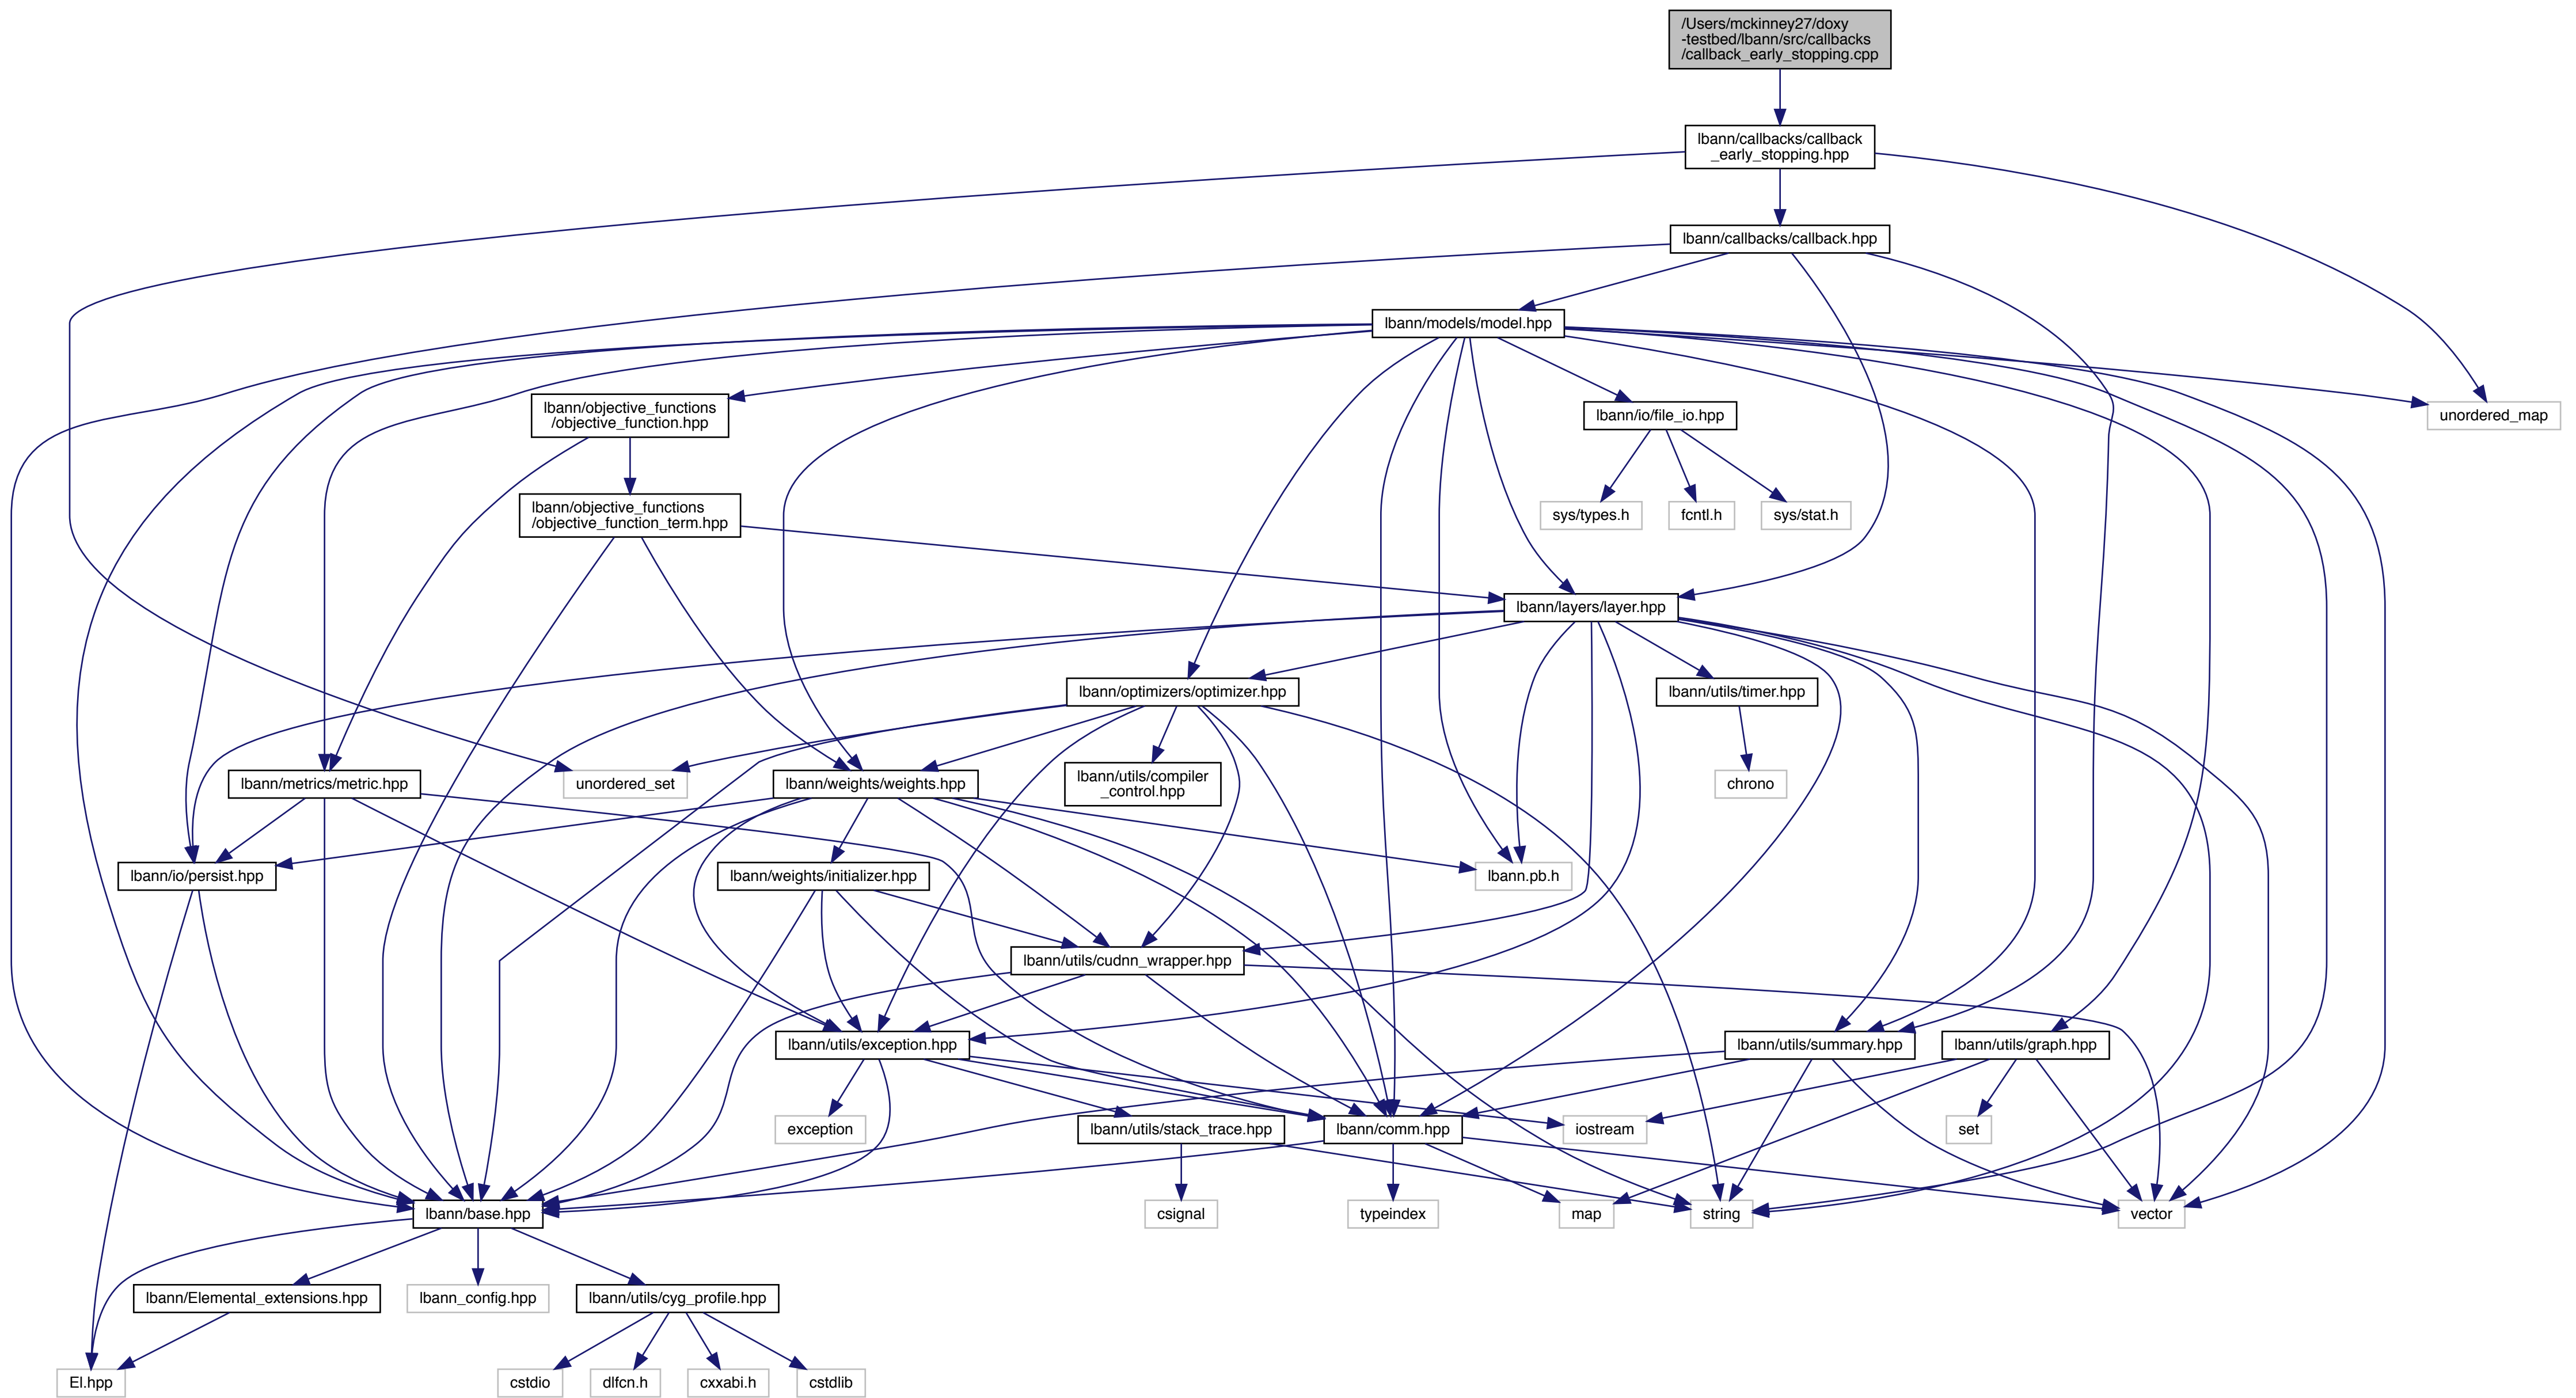 /Users/mckinney27/doxy
-testbed/lbann/src/callbacks
/callback_early_stopping.cpp
lbann/callbacks/callback
_early_stopping.hpp
lbann/callbacks/callback.hpp
lbann/models/model.hpp
lbann/objective_functions
/objective_function.hpp
lbann/io/file_io.hpp
unordered_map
lbann/objective_functions
/objective_function_term.hpp
sys/types.h
fcntl.h
sys/stat.h
lbann/layers/layer.hpp
lbann/optimizers/optimizer.hpp
lbann/utils/timer.hpp
lbann/metrics/metric.hpp
unordered_set
lbann/weights/weights.hpp
lbann/utils/compiler
_control.hpp
chrono
lbann/io/persist.hpp
lbann/weights/initializer.hpp
lbann.pb.h
lbann/utils/cudnn_wrapper.hpp
lbann/utils/exception.hpp
lbann/utils/summary.hpp
lbann/utils/graph.hpp
exception
lbann/utils/stack_trace.hpp
lbann/comm.hpp
iostream
set
lbann/base.hpp
csignal
typeindex
map
string
vector
lbann/Elemental_extensions.hpp
lbann_config.hpp
lbann/utils/cyg_profile.hpp
El.hpp
cstdio
dlfcn.h
cxxabi.h
cstdlib